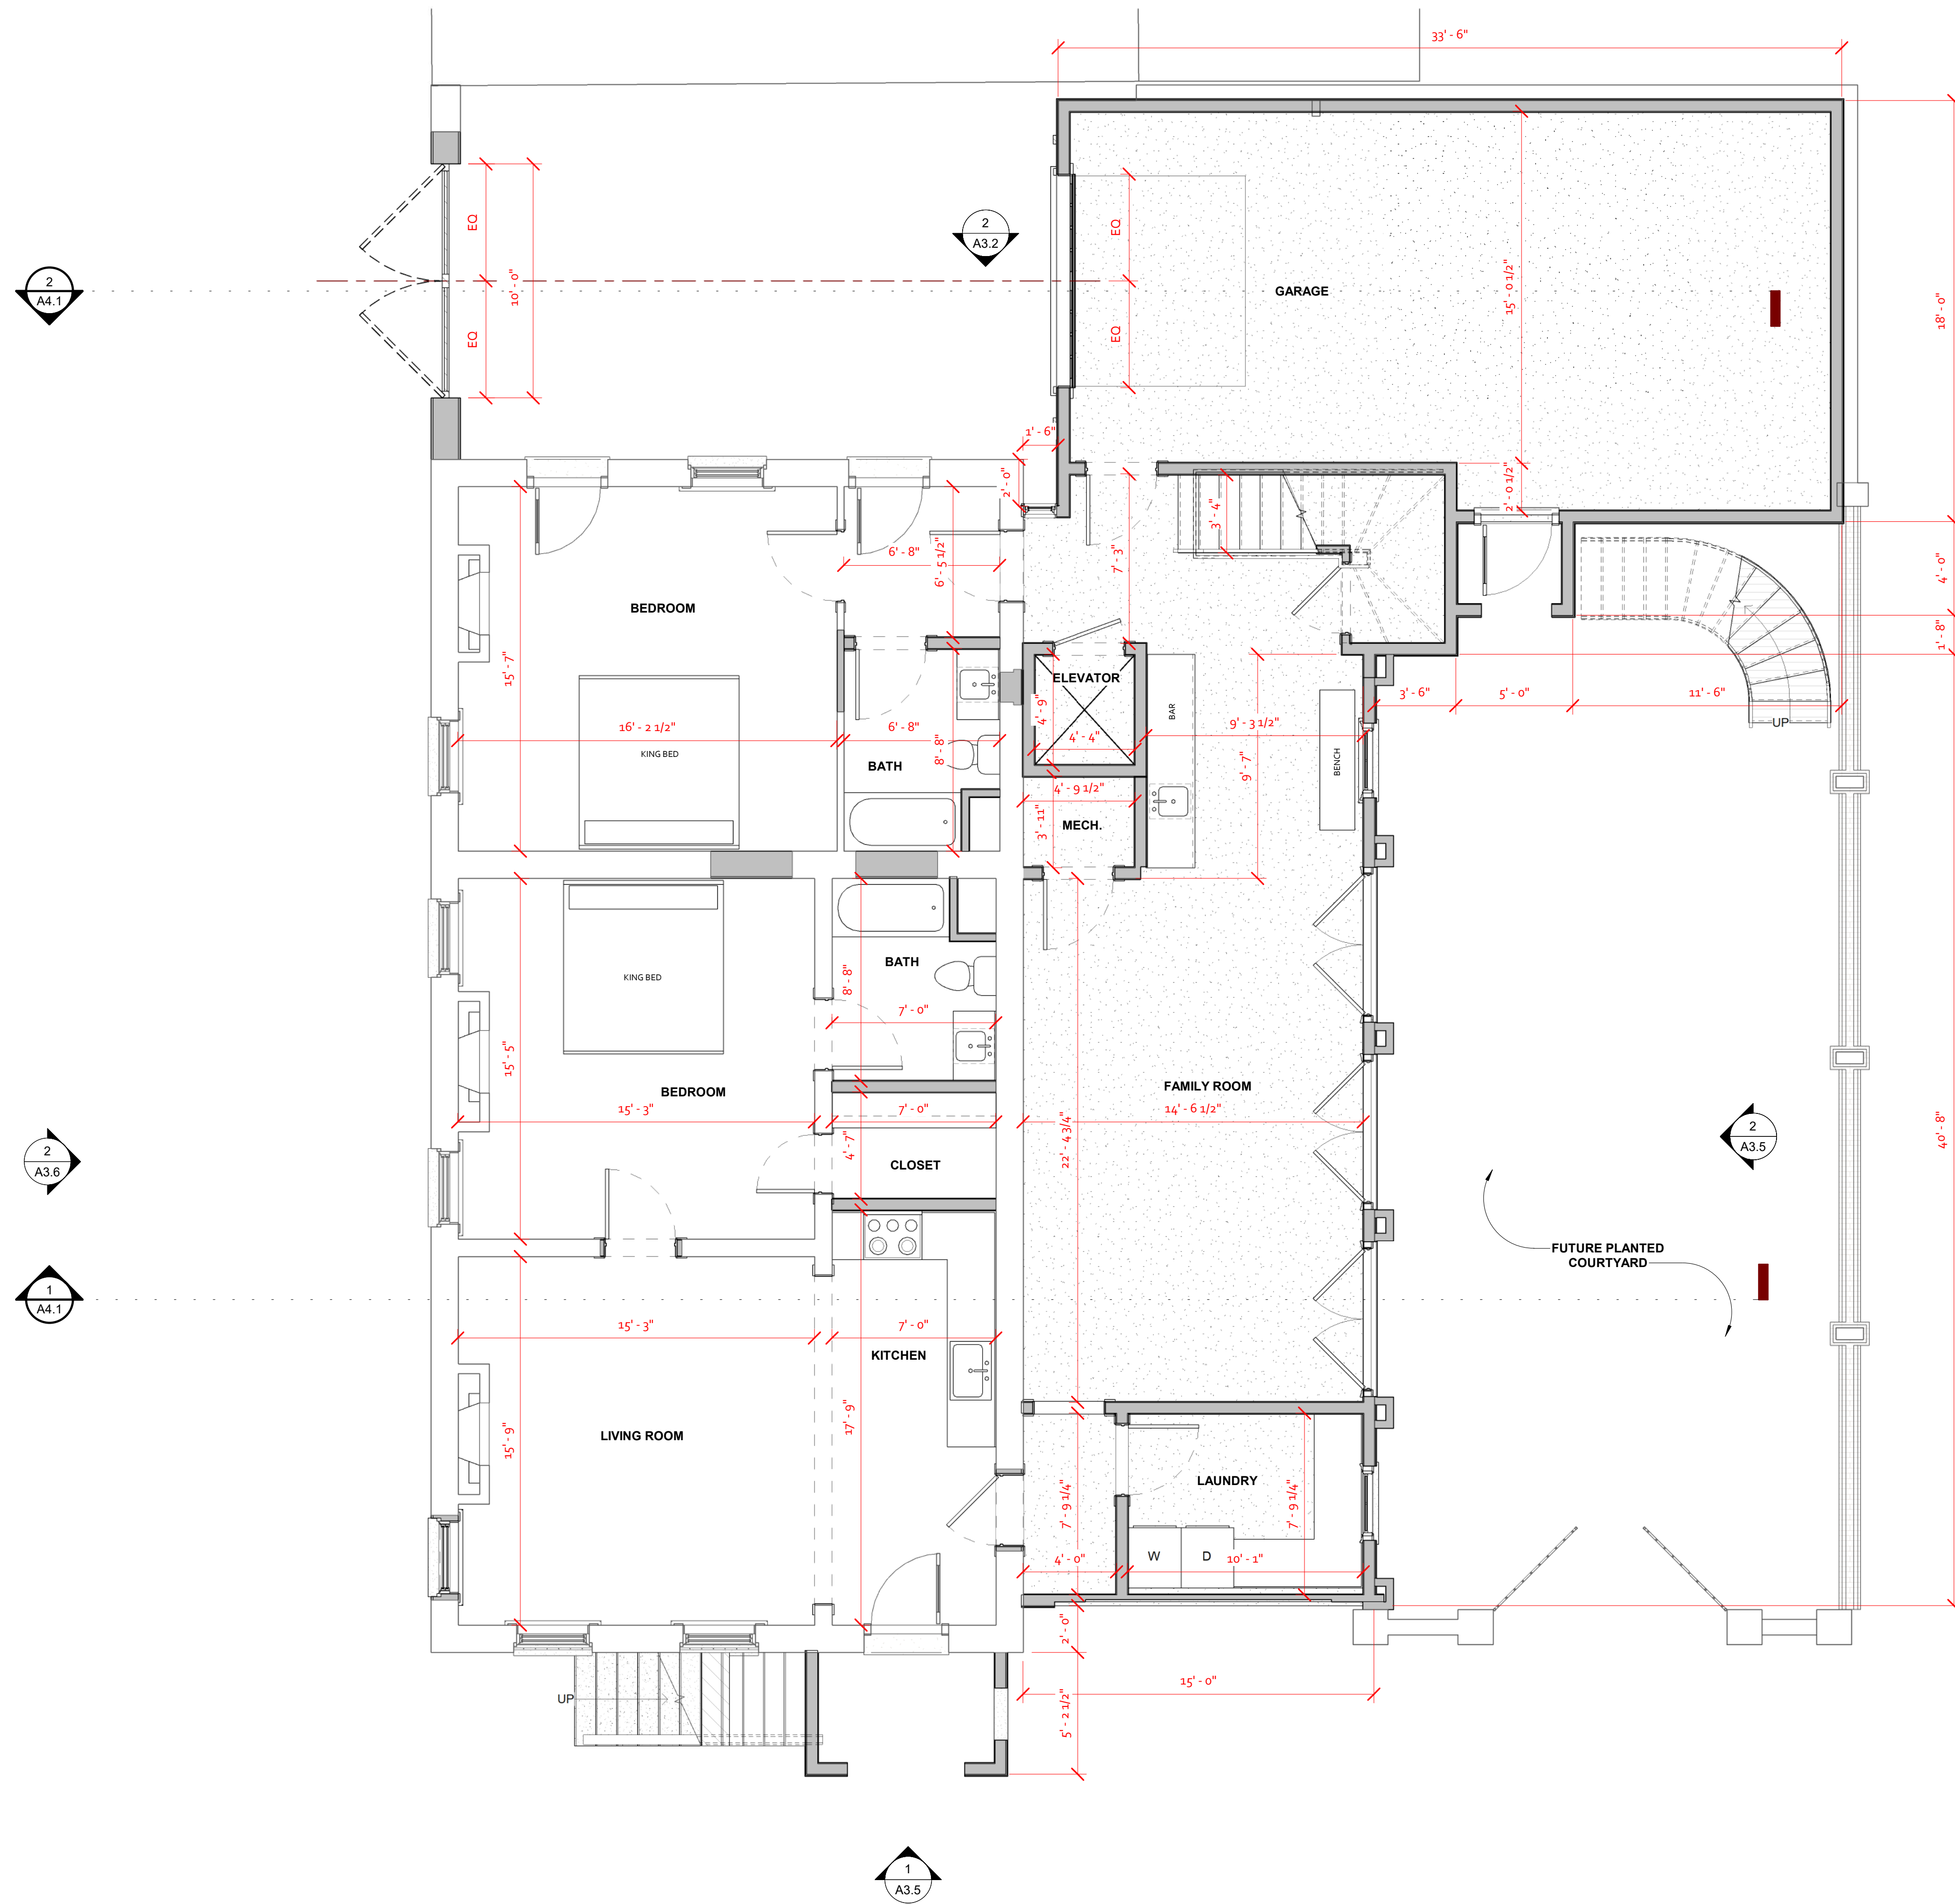 33' - 6"
EQ
EQ
10' - 0"
2
A3.2
EQ
EQ
GARAGE
15' - 0 1/2"
18' - 0"
2
A4.1
1' - 6"
2' - 0"
2' - 0 1/2"
3' - 4"
7' - 3"
6' - 8"
6' - 5 1/2"
4' - 0"
1' - 8"
BEDROOM
15' - 7"
16' - 2 1/2"
KING BED
6' - 8"
8' - 8"
BATH
ELEVATOR
4' - 9"
4' - 4"
BAR
9' - 3 1/2"
9' - 7"
BENCH
3' - 6"
5' - 0"
11' - 6"
UP
4' - 9 1/2"
3' - 11"
MECH.
KING BED
BATH
8' - 8"
7' - 0"
15' - 5"
BEDROOM
15' - 3"
7' - 0"
4' - 7"
CLOSET
FAMILY ROOM
14' - 6 1/2"
22' - 4 3/4"
2
A3.6
2
A3.5
40' - 8"
FUTURE PLANTED
COURTYARD
1
A4.1
15' - 3"
7' - 0"
KITCHEN
17' - 9"
15' - 9"
LIVING ROOM
LAUNDRY
7' - 9 1/4"
7' - 9 1/4"
W
D
4' - 0"
10' - 1"
2' - 0"
15' - 0"
5' - 2 1/2"
UP
1
A3.5